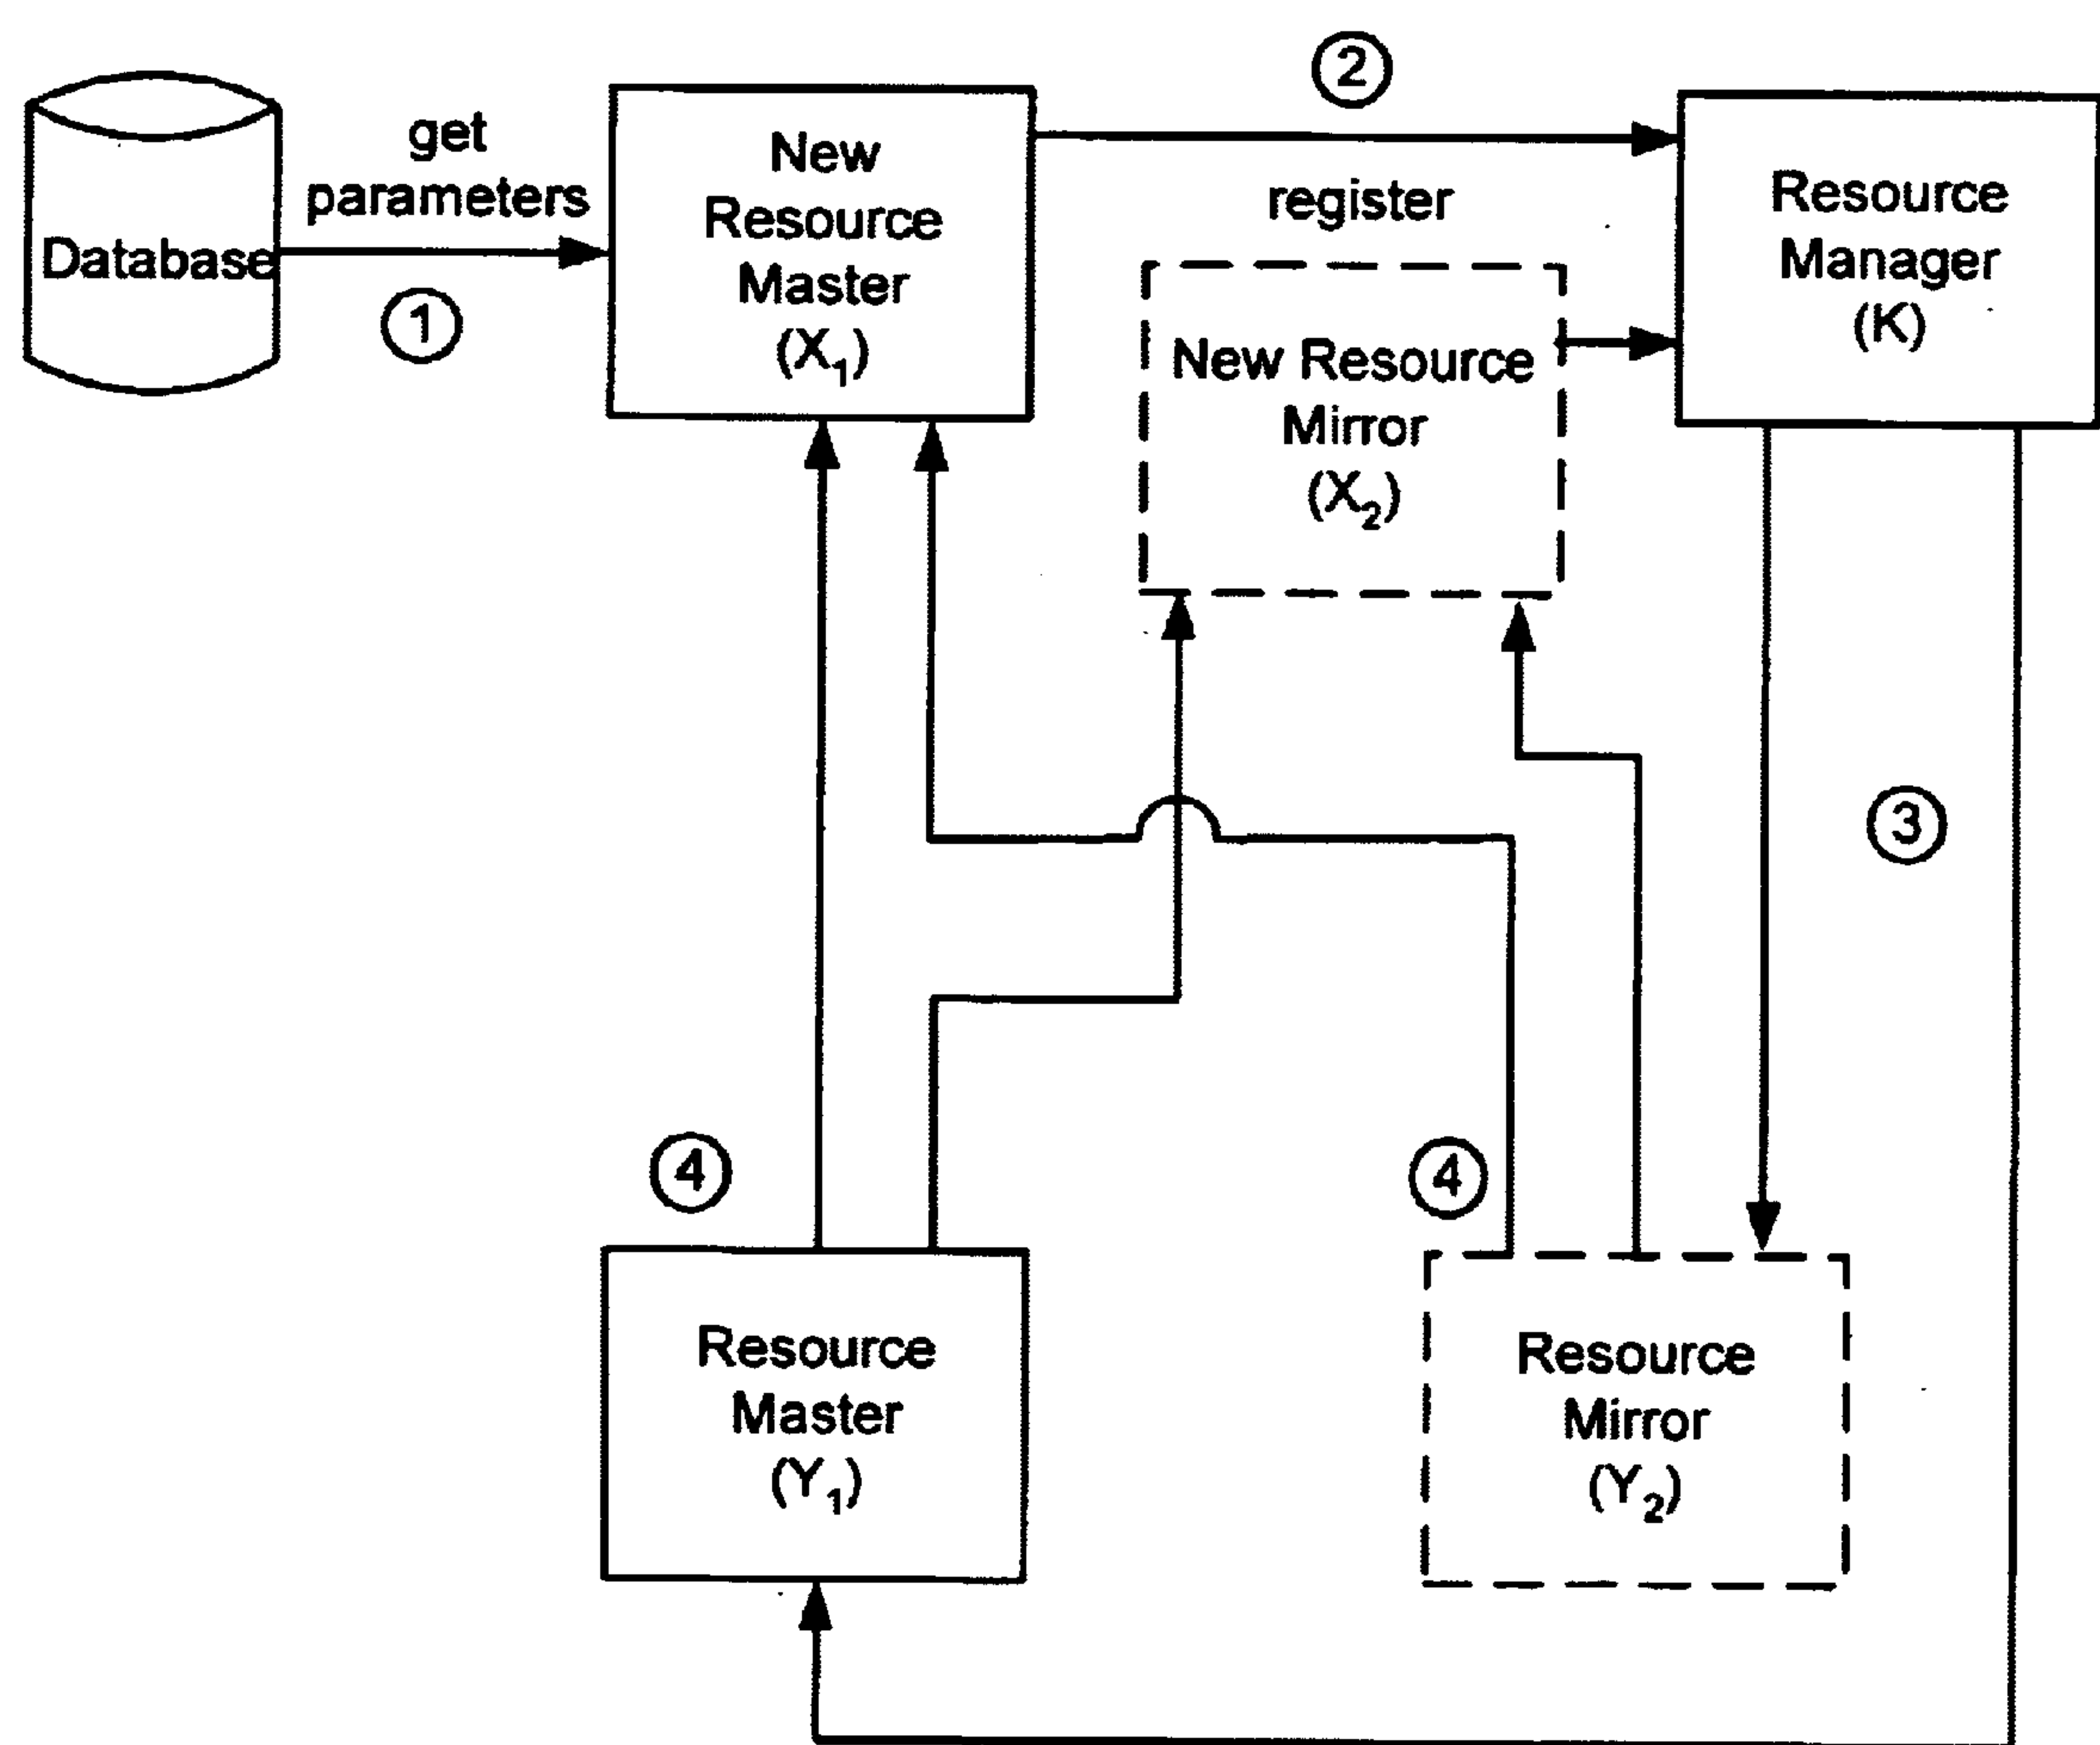 ②
get
parameters
Database
①
New
Resource
Master
(X₁)
register
Resource
Manager
(K)
New Resource
Mirror
(X₂)
③
④
④
Resource
Master
(Y₁)
Resource
Mirror
(Y₂)